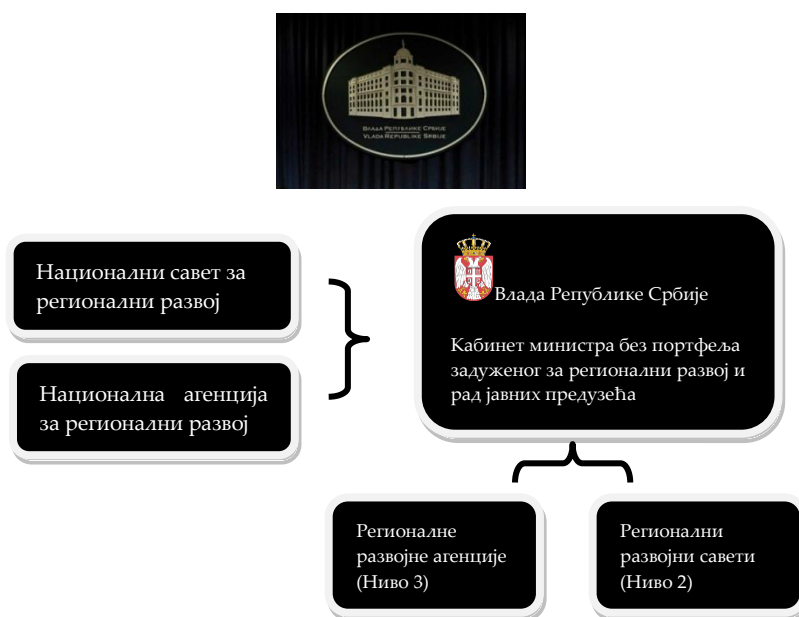 ВЛАДА РЕПУБЛИКЕ СРБИЈЕ
VLADA REPUBLIKE SRBIJE
Национални савет за
регионални развој
Национална агенција
за регионални развој
Влада Републике Србије
Кабинет министра без портфеља
задуженог за регионални развој и
рад јавних предузећа
Регионалне
развојне агенције
(Ниво 3)
Регионални
развојни савети
(Ниво 2)